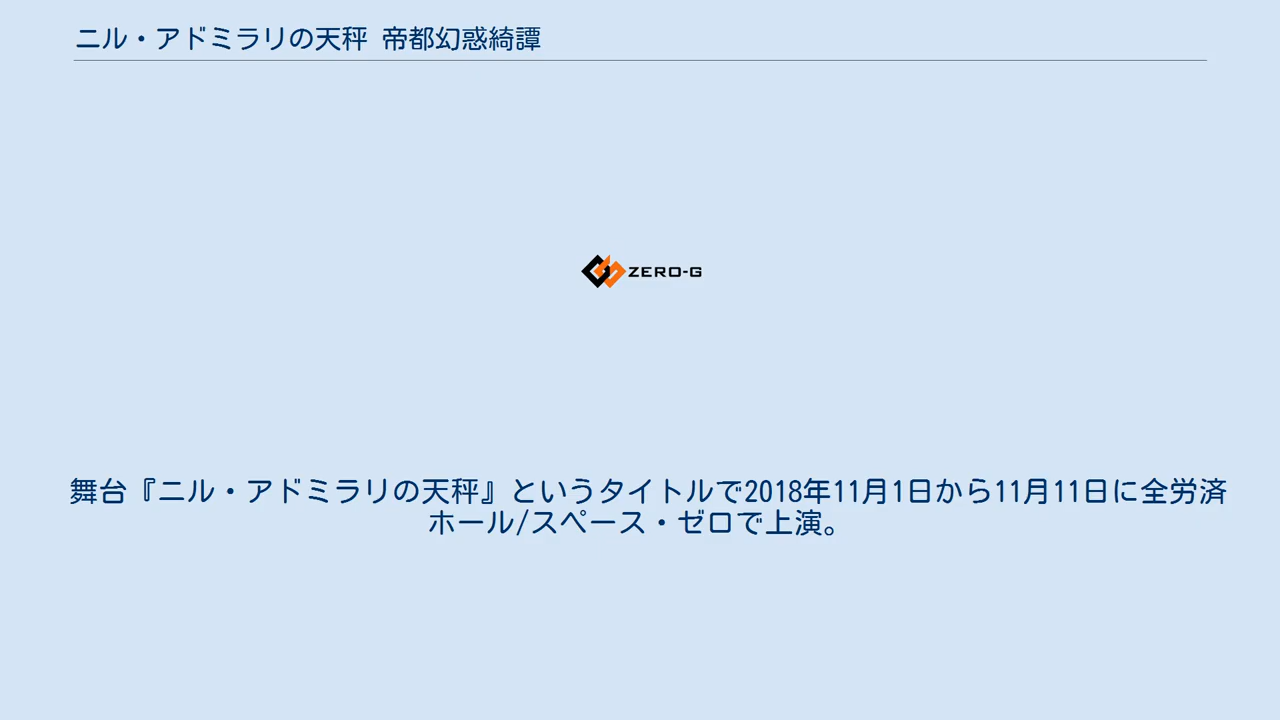 ニル・アドミラリの天秤 帝都幻惑綺譚
ZERO-G
舞台『ニル・アドミラリの天秤』というタイトルで2018年11月1日から11月11日に全労済
ホール/スペース・ゼロで上演。